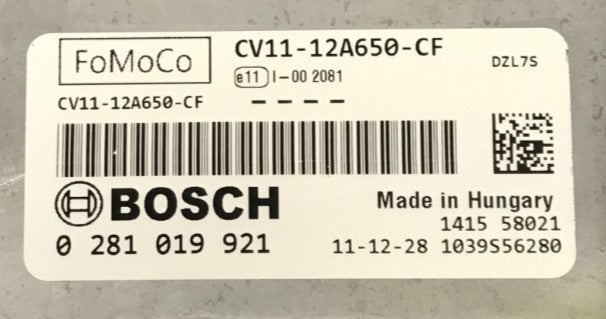 FoMoCo CV11-12A650-CF DZL7S
e11 I-00 2081
CV11-12A650-CF ----
BOSCH Made in Hungary
1415 58021
0 281 019 921 11-12-28 1039S56280